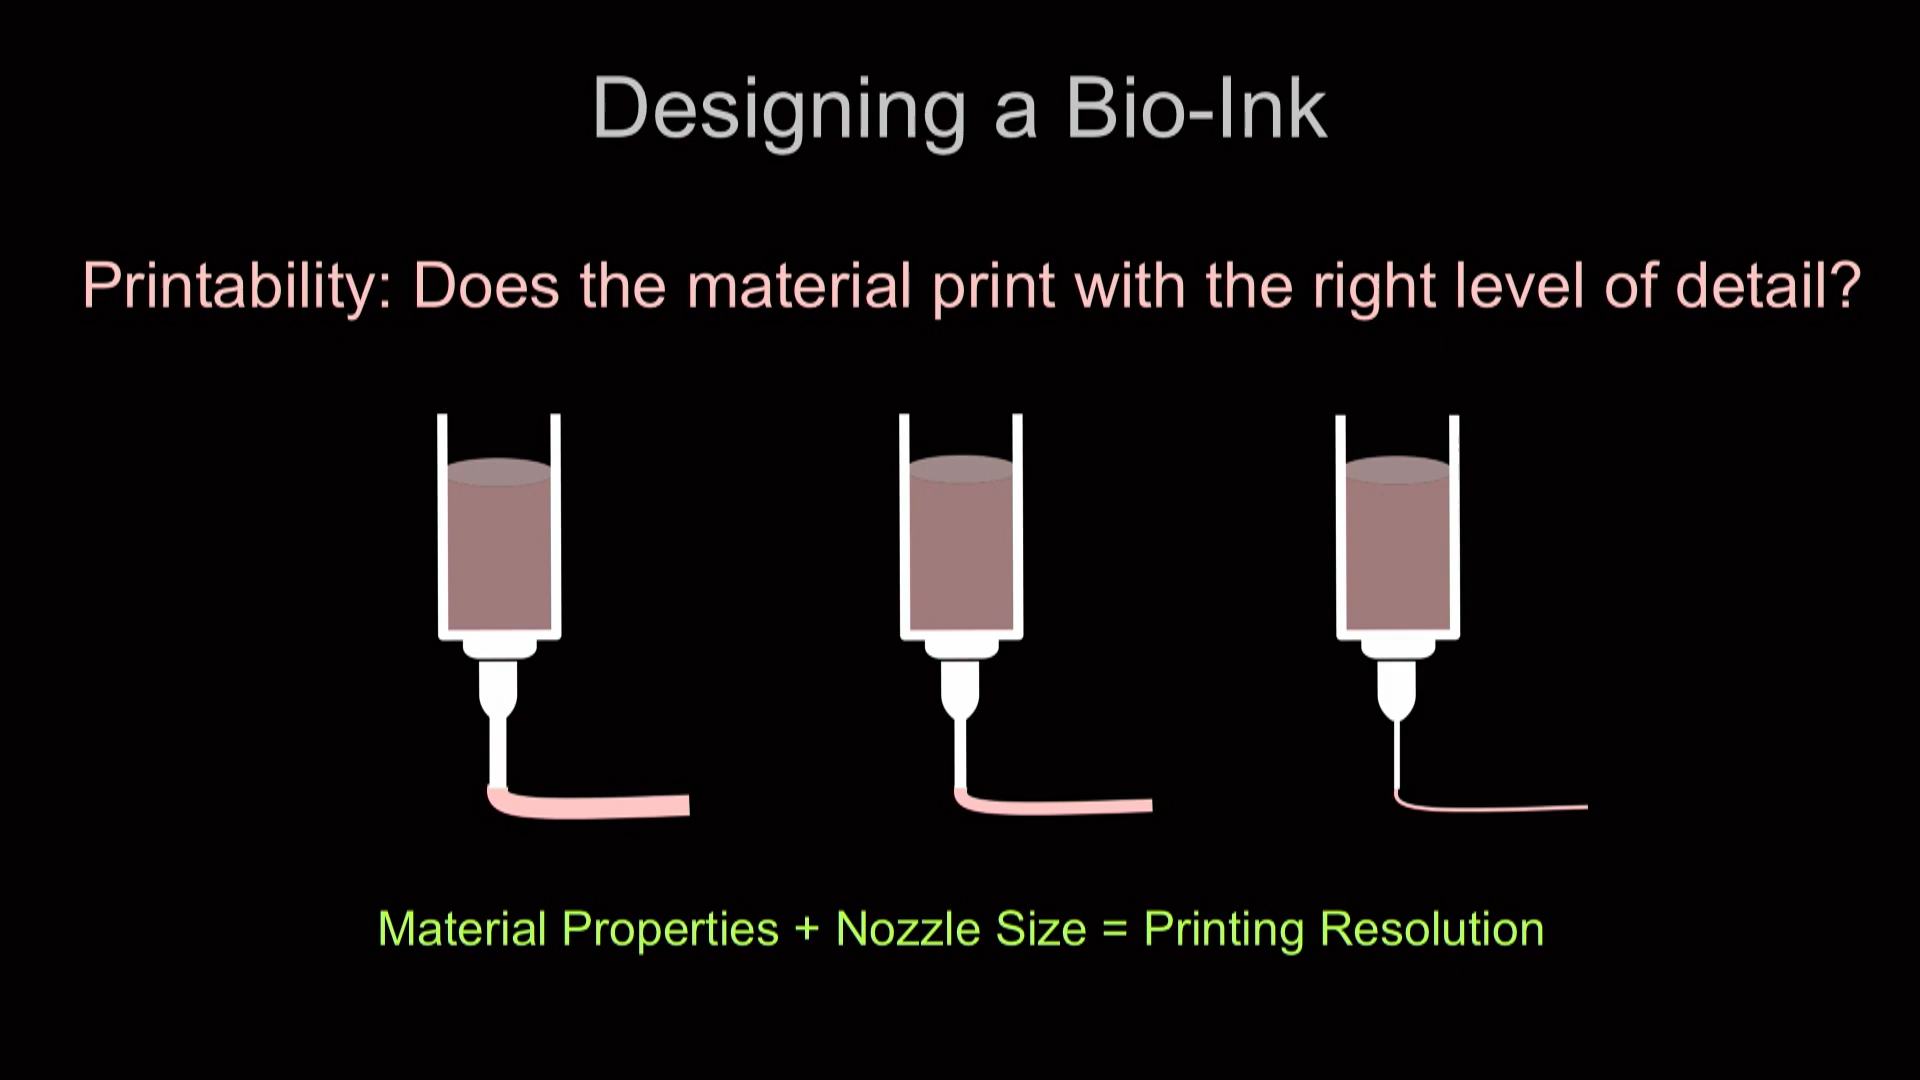 Designing a Bio-Ink
Printability: Does the material print with the right level of detail?
Material Properties + Nozzle Size = Printing Resolution